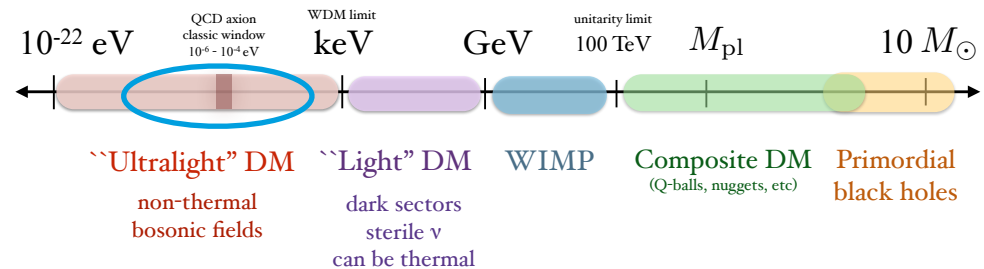 10⁻²² eV
QCD axion
classic window
10⁻⁶ - 10⁻⁴ eV
WDM limit
keV
GeV
unitarity limit
100 TeV
M_pl
10 M_⊙
``Ultralight” DM
non-thermal
bosonic fields
``Light” DM
dark sectors
sterile ν
can be thermal
WIMP
Composite DM
(Q-balls, nuggets, etc)
Primordial
black holes